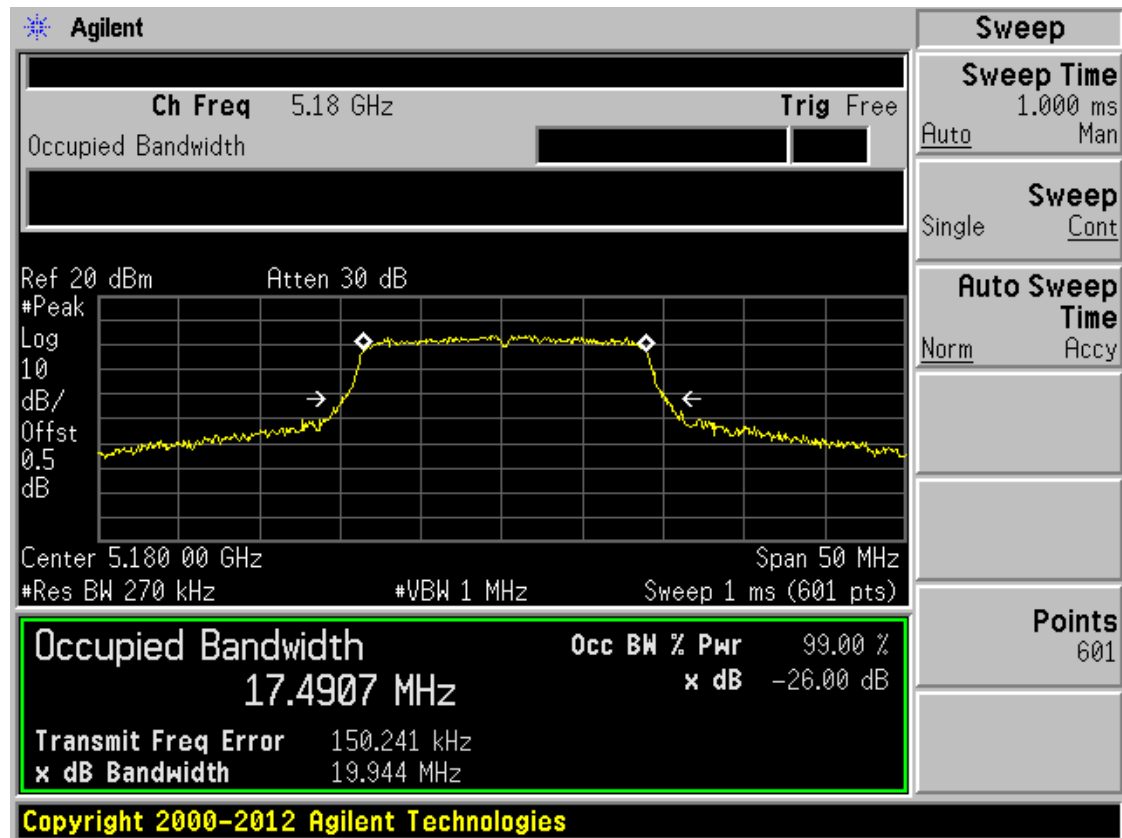 Agilent
Ch Freq 5.18 GHz Trig Free
Occupied Bandwidth
Ref 20 dBm Atten 30 dB
#Peak
Log
10
dB/
Offst
0.5
dB
Center 5.180 00 GHz Span 50 MHz
#Res BW 270 kHz #VBW 1 MHz Sweep 1 ms (601 pts)
Occupied Bandwidth
17.4907 MHz
Occ BW % Pwr 99.00 %
x dB -26.00 dB
Transmit Freq Error 150.241 kHz
x dB Bandwidth 19.944 MHz
Copyright 2000-2012 Agilent Technologies
Sweep
Sweep Time
1.000 ms
Auto Man
Sweep
Single Cont
Auto Sweep
Time
Norm Accy
Points
601